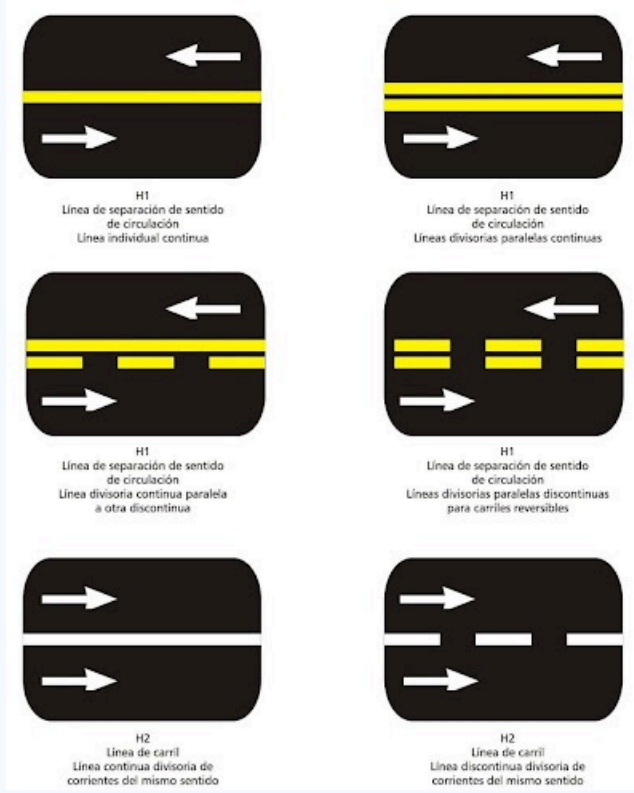 H1
Línea de separación de sentido
de circulación
Línea individual continua
H1
Línea de separación de sentido
de circulación
Líneas divisorias paralelas continuas
H1
Línea de separación de sentido
de circulación
Línea divisoria continua paralela
a otra discontinua
H1
Línea de separación de sentido
de circulación
Líneas divisorias paralelas discontinuas
para carriles reversibles
H2
Línea de carril
Línea continua divisoria de
corrientes del mismo sentido
H2
Línea de carril
Línea discontinua divisoria de
corrientes del mismo sentido